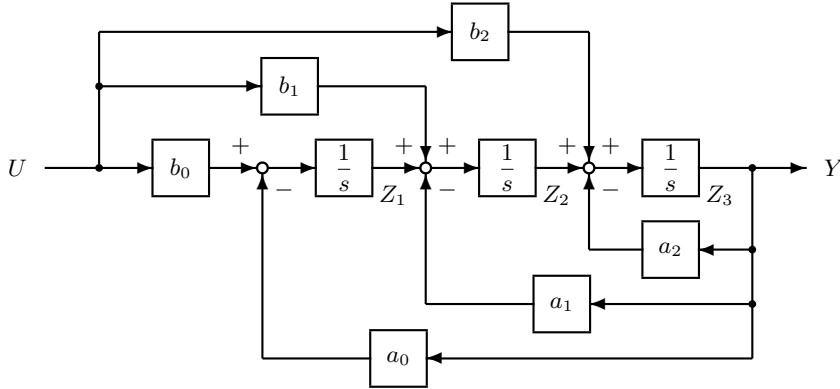 b₂
b₁
U
b₀
+
−
1/s
Z₁
+
+
−
1/s
Z₂
+
+
−
1/s
Z₃
Y
a₂
a₁
a₀